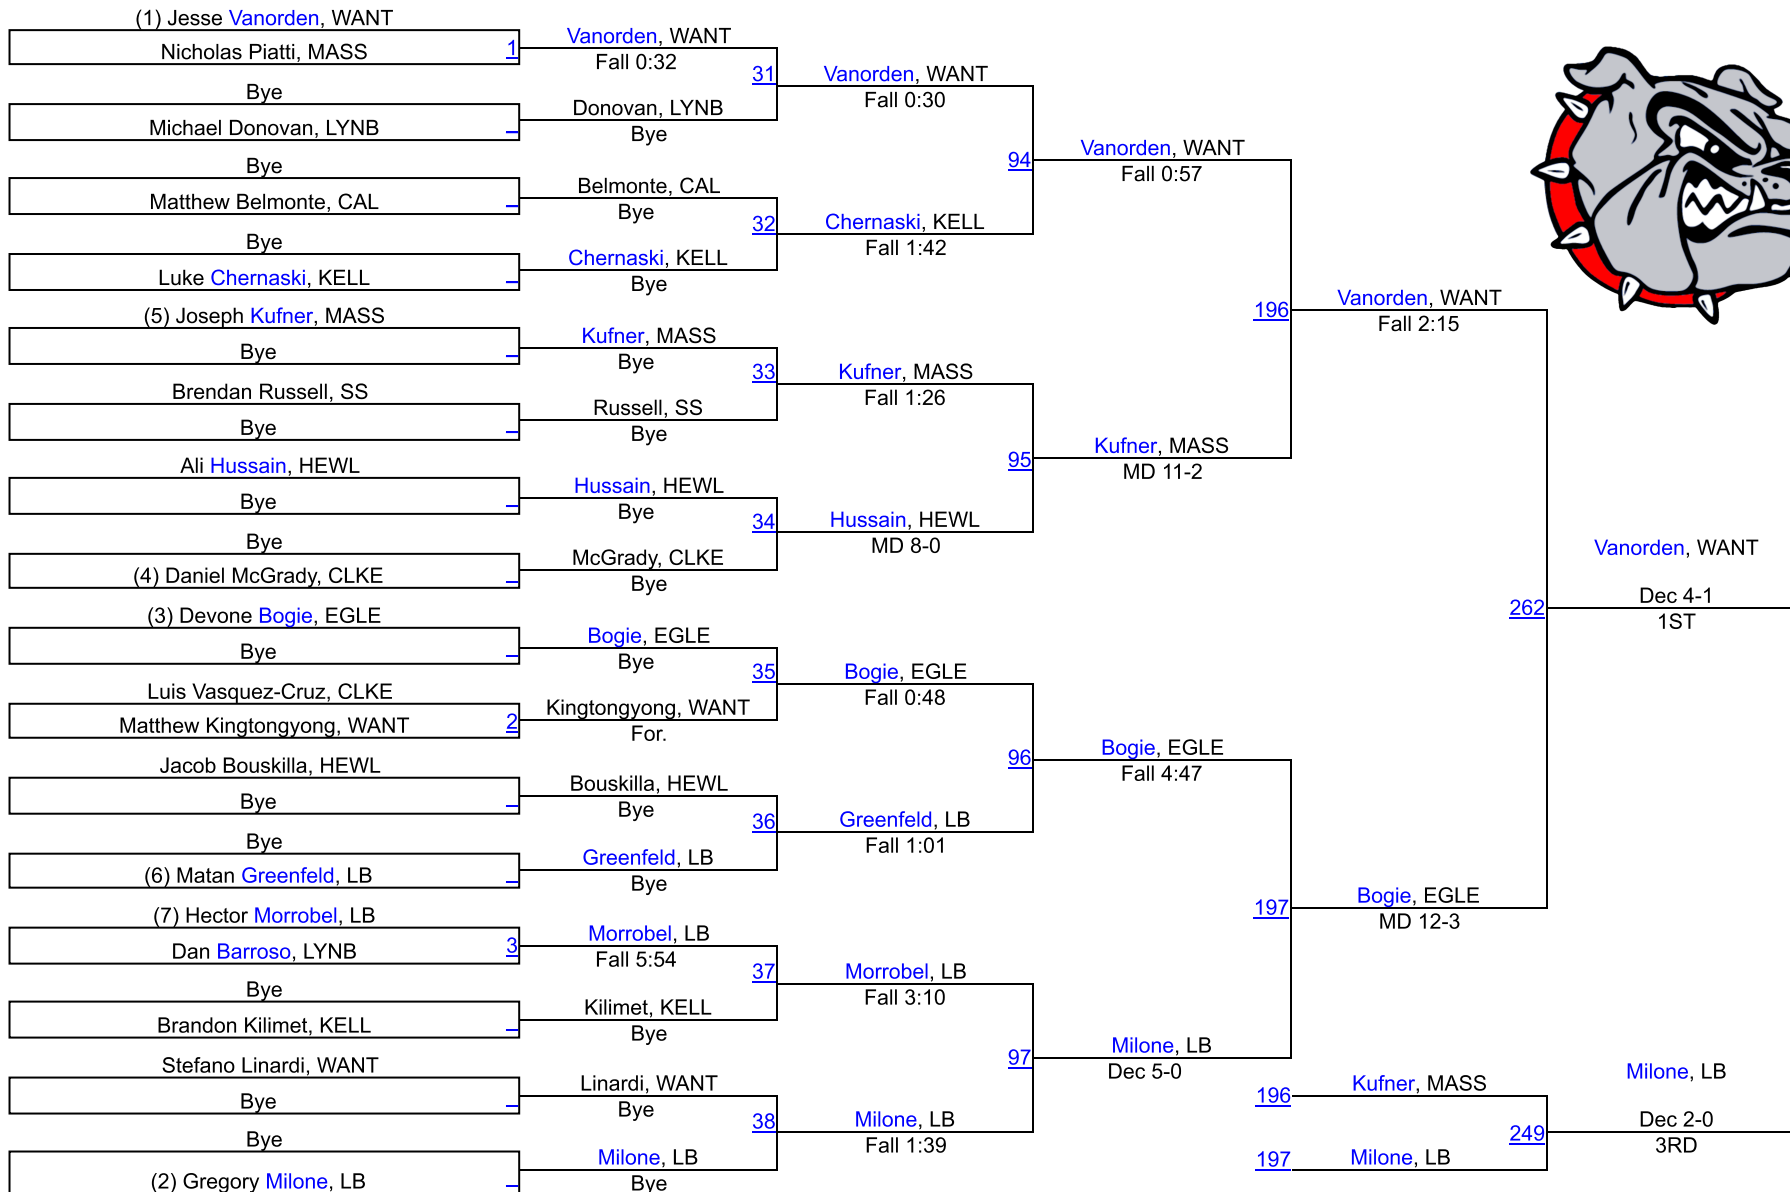 (1) Jesse Vanorden, WANT
Nicholas Piatti, MASS 1
Bye
Michael Donovan, LYNB
Bye
Matthew Belmonte, CAL
Bye
Luke Chernaski, KELL
(5) Joseph Kufner, MASS
Bye
Brendan Russell, SS
Bye
Ali Hussain, HEWL
Bye
Bye
(4) Daniel McGrady, CLKE
(3) Devone Bogie, EGLE
Bye
Luis Vasquez-Cruz, CLKE
Matthew Kingtongyong, WANT 2
Jacob Bouskilla, HEWL
Bye
Bye
(6) Matan Greenfeld, LB
(7) Hector Morrobel, LB
Dan Barroso, LYNB 3
Bye
Brandon Kilimet, KELL
Stefano Linardi, WANT
Bye
Bye
(2) Gregory Milone, LB
Vanorden, WANT
Fall 0:32
31
Donovan, LYNB
Bye
Belmonte, CAL
Bye
32
Chernaski, KELL
Bye
Kufner, MASS
Bye
33
Russell, SS
Bye
Hussain, HEWL
Bye
34
McGrady, CLKE
Bye
Bogie, EGLE
Bye
35
Kingtongyong, WANT
For.
Bouskilla, HEWL
Bye
36
Greenfeld, LB
Bye
Morrobel, LB
Fall 5:54
37
Kilimet, KELL
Bye
Linardi, WANT
Bye
38
Milone, LB
Bye
Vanorden, WANT
Fall 0:30
94
Chernaski, KELL
Fall 1:42
Kufner, MASS
Fall 1:26
95
Hussain, HEWL
MD 8-0
Bogie, EGLE
Fall 0:48
96
Greenfeld, LB
Fall 1:01
Morrobel, LB
Fall 3:10
97
Milone, LB
Fall 1:39
Vanorden, WANT
Fall 0:57
196
Kufner, MASS
MD 11-2
Bogie, EGLE
Fall 4:47
197
Milone, LB
Dec 5-0
Vanorden, WANT
Fall 2:15
262
Bogie, EGLE
MD 12-3
Vanorden, WANT
Dec 4-1
1ST
196 Kufner, MASS
249
197 Milone, LB
Milone, LB
Dec 2-0
3RD